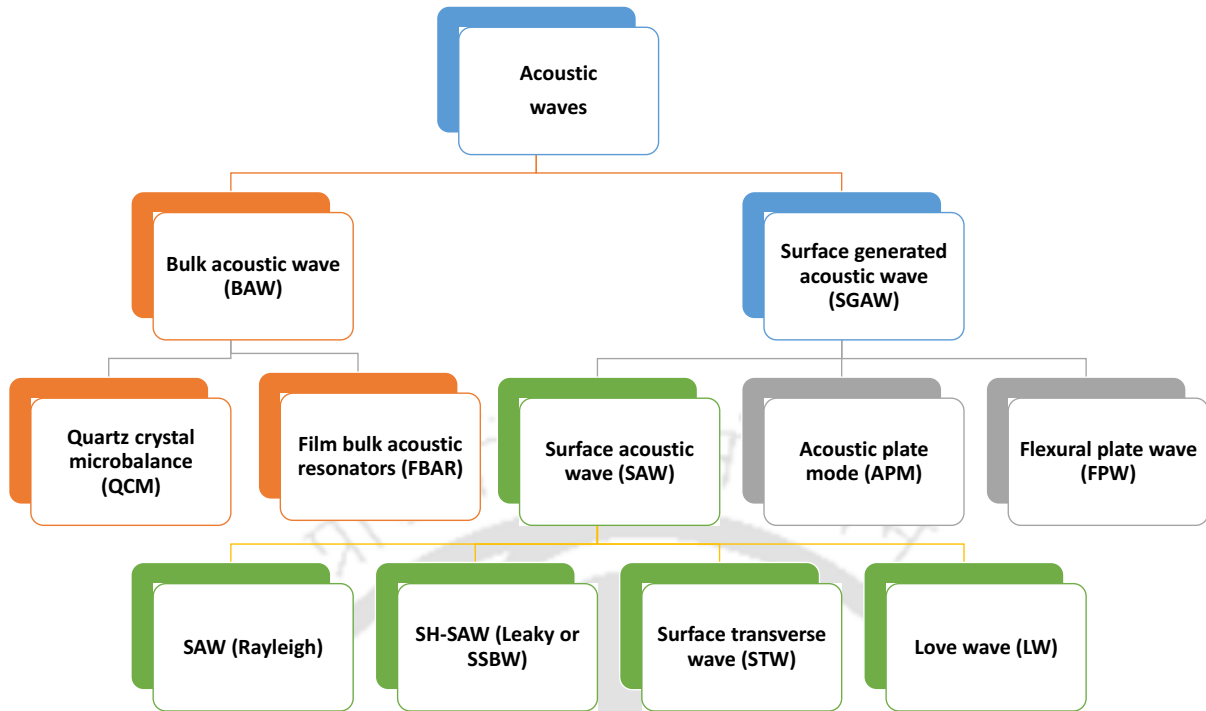 Acoustic
waves
Bulk acoustic wave
(BAW)
Surface generated
acoustic wave
(SGAW)
Quartz crystal
microbalance
(QCM)
Film bulk acoustic
resonators (FBAR)
Surface acoustic
wave (SAW)
Acoustic plate
mode (APM)
Flexural plate wave
(FPW)
SAW (Rayleigh)
SH-SAW (Leaky or
SSBW)
Surface transverse
wave (STW)
Love wave (LW)